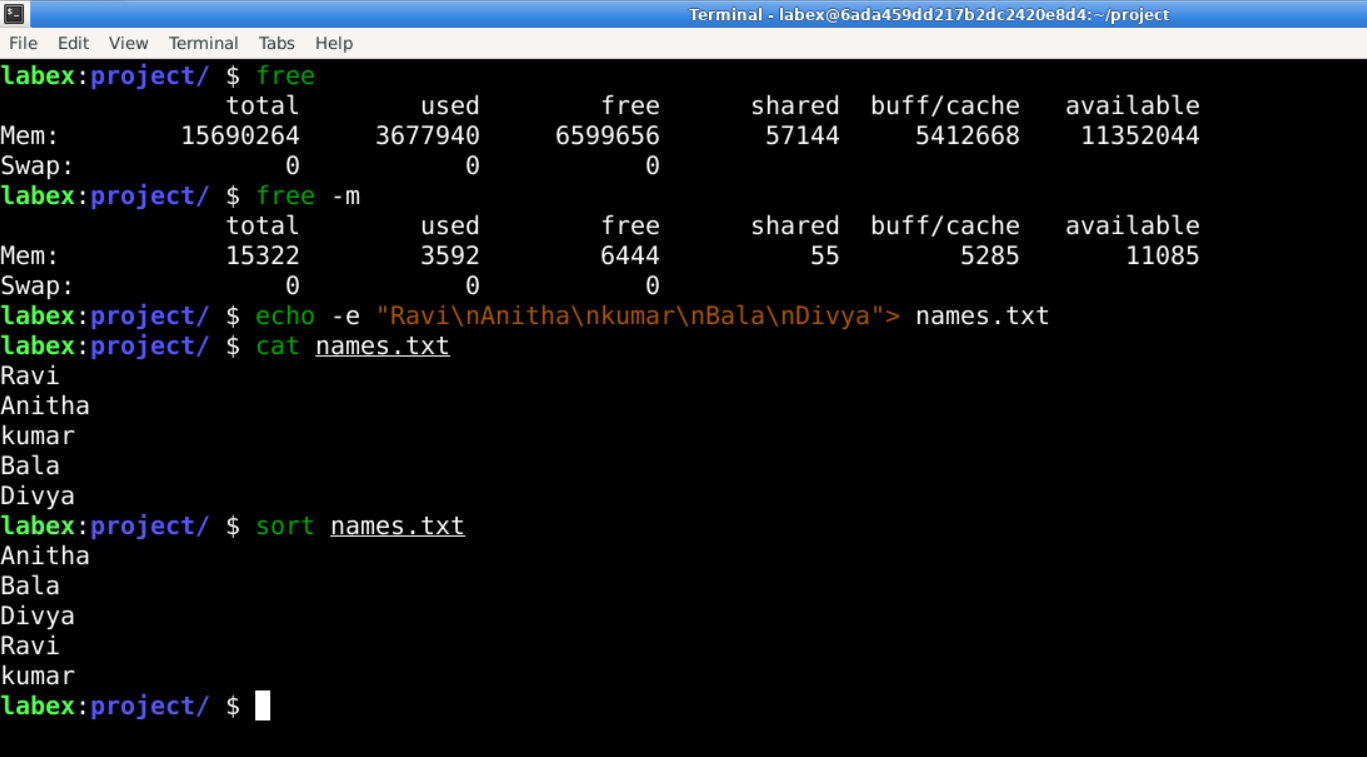 Terminal - labex@6ada459dd217b2dc2420e8d4:~/project
File Edit View Terminal Tabs Help
labex:project/ $ free
total used free shared buff/cache available
Mem: 15690264 3677940 6599656 57144 5412668 11352044
Swap: 0 0 0
labex:project/ $ free -m
total used free shared buff/cache available
Mem: 15322 3592 6444 55 5285 11085
Swap: 0 0 0
labex:project/ $ echo -e "Ravi\nAnitha\nkumar\nBala\nDivya"> names.txt
labex:project/ $ cat names.txt
Ravi
Anitha
kumar
Bala
Divya
labex:project/ $ sort names.txt
Anitha
Bala
Divya
Ravi
kumar
labex:project/ $